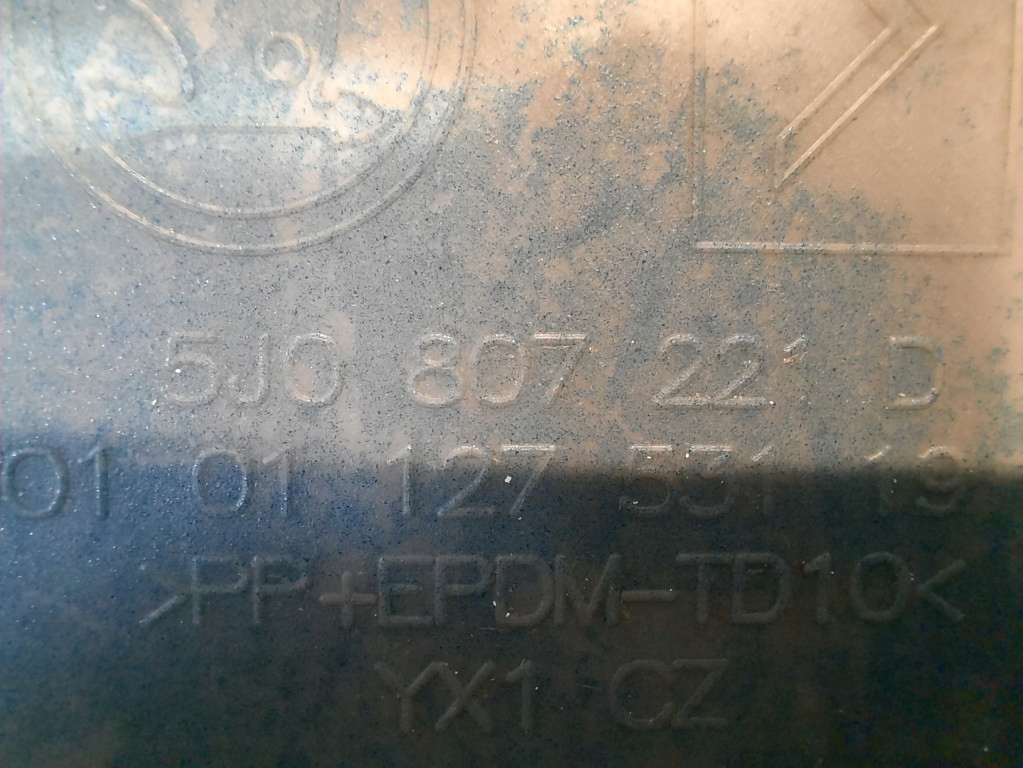 5J0 807 221 D
01 01 127 531 19
>PP+EPDM-TD10<
YX1 CZ